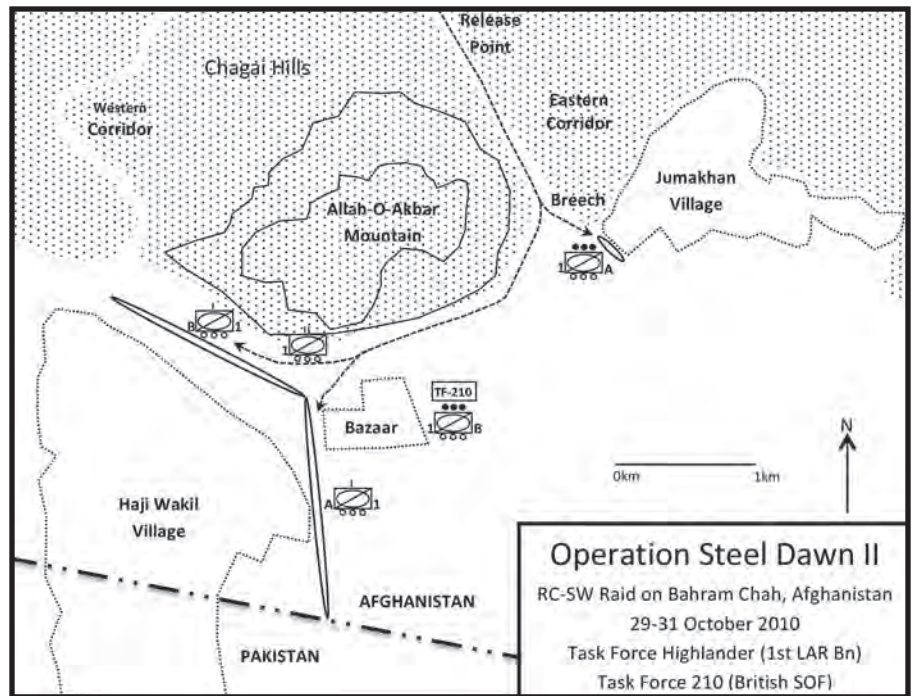 Release
Point
Chagai Hills
Western
Corridor
Eastern
Corridor
Jumakhan
Village
Breech
Allah-O-Akbar
Mountain
1 A
I
B 1
II
1
TF-210
1 B
Bazaar
N
0km 1km
I
A 1
Haji Wakil
Village
AFGHANISTAN
PAKISTAN
Operation Steel Dawn II
RC-SW Raid on Bahram Chah, Afghanistan
29-31 October 2010
Task Force Highlander (1st LAR Bn)
Task Force 210 (British SOF)